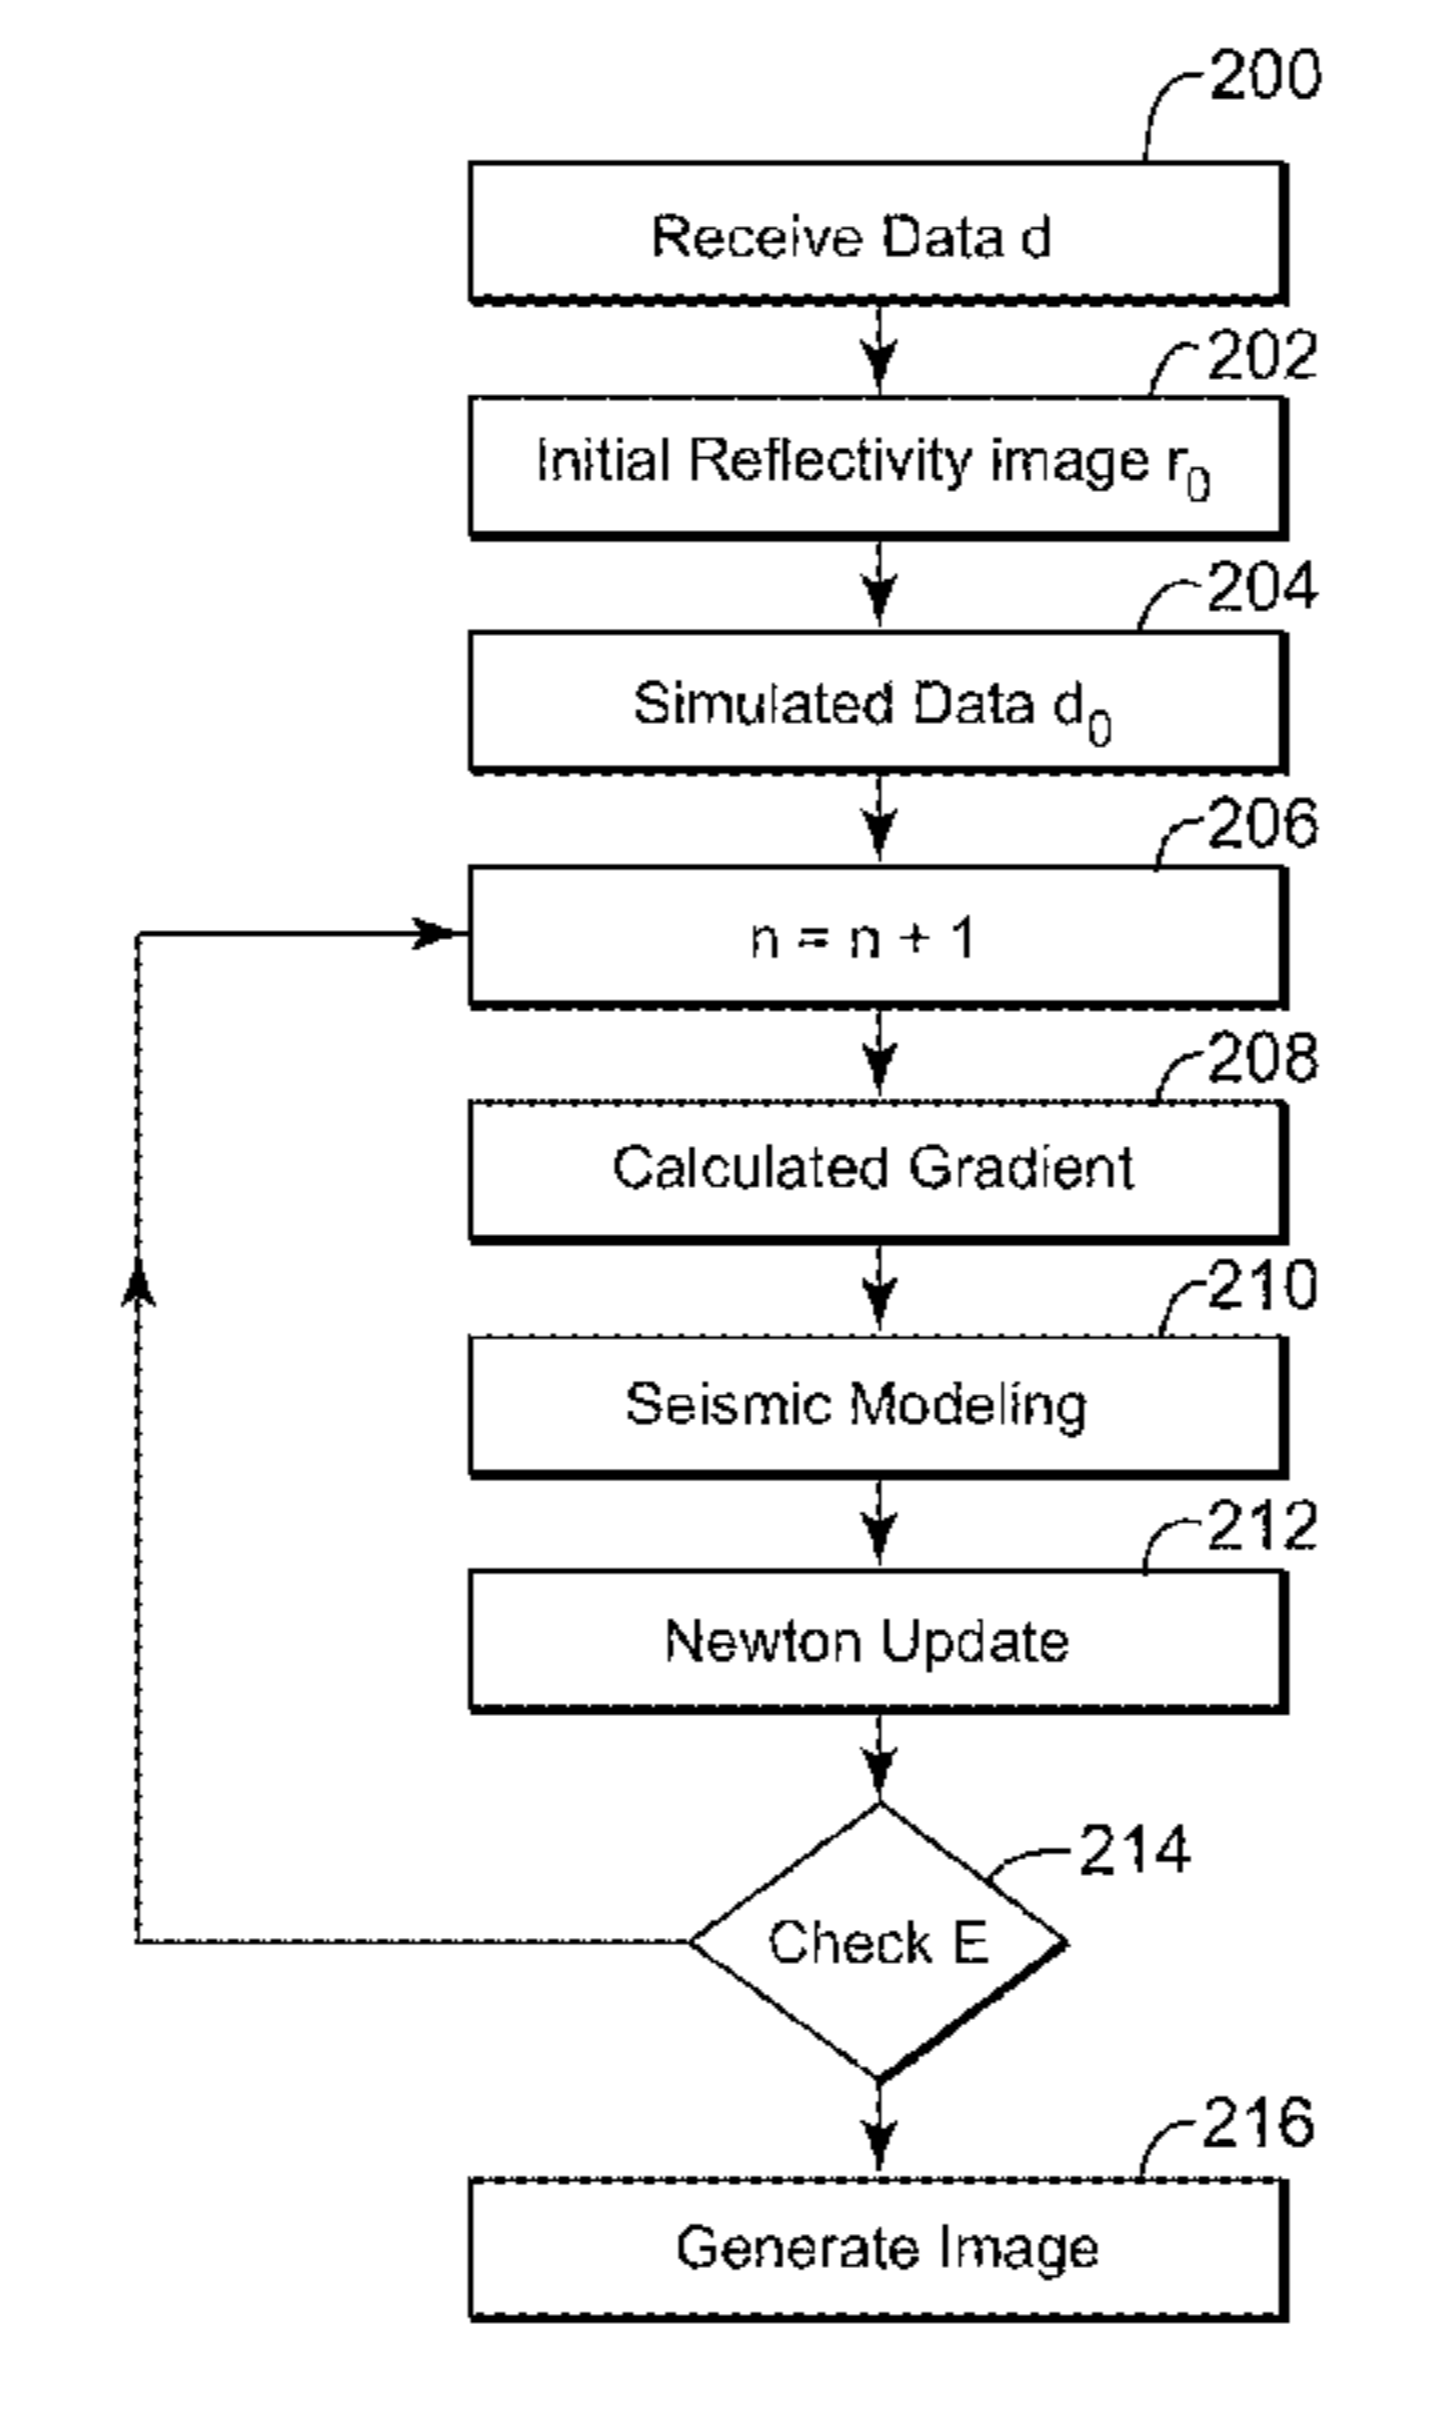 200
Receive Data d
202
Initial Reflectivity image r0
204
Simulated Data d0
206
n = n + 1
208
Calculated Gradient
210
Seismic Modeling
212
Newton Update
214
Check E
216
Generate Image